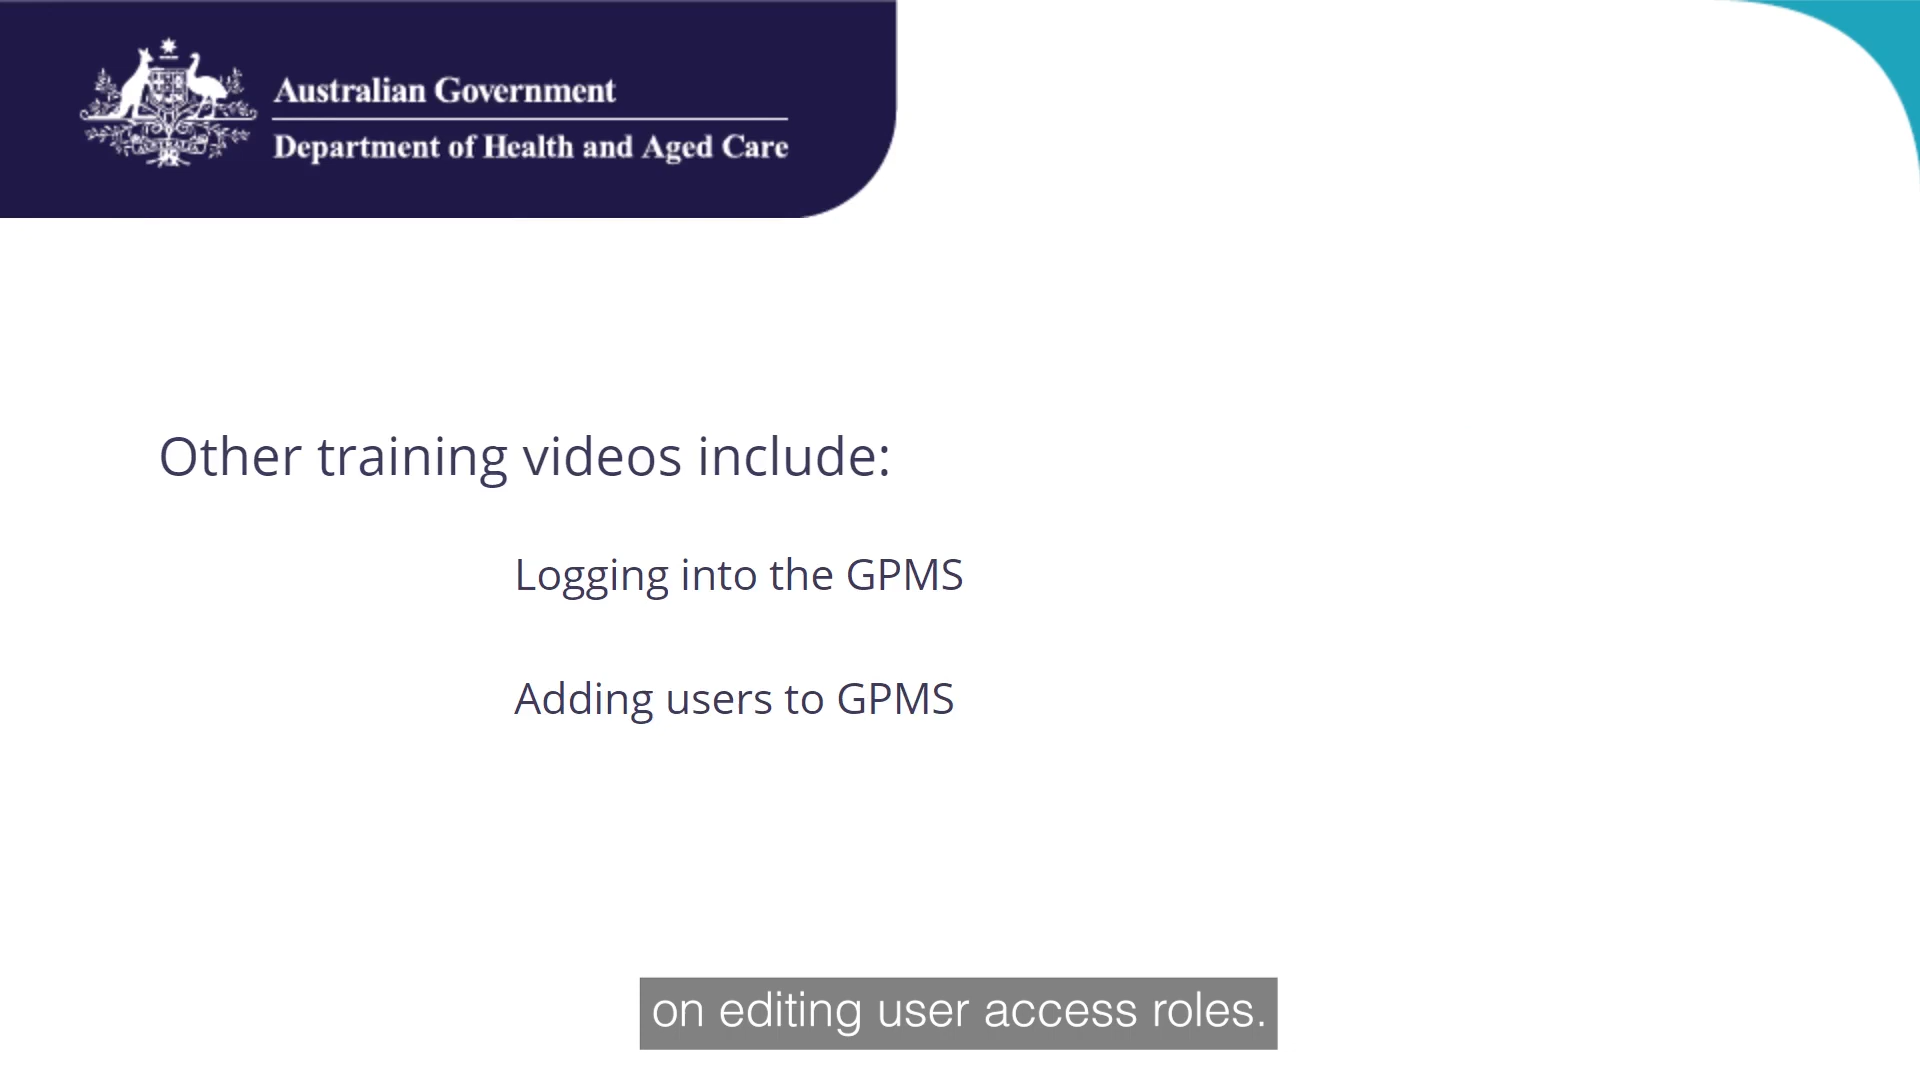 Australian Government
Department of Health and Aged Care
Other training videos include:
Logging into the GPMS
Adding users to GPMS
on editing user access roles.